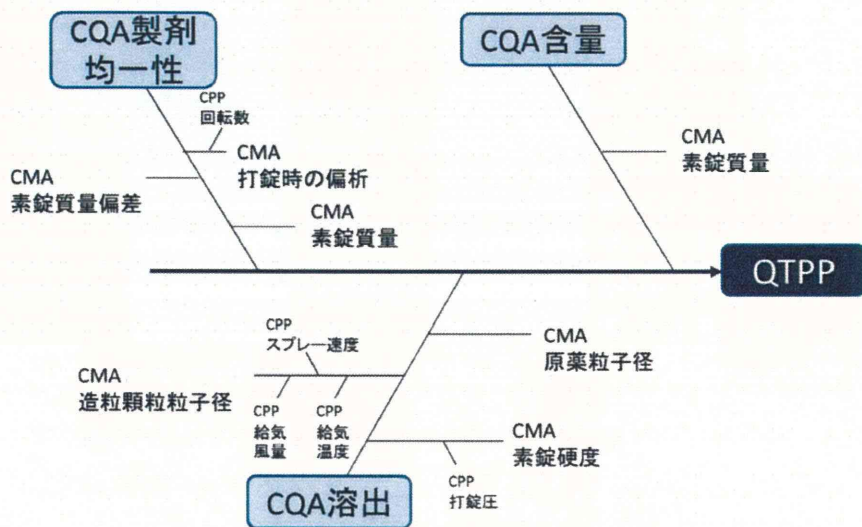 CQA製剤
均一性
CQA含量
CPP
回転数
CMA
打錠時の偏析
CMA
素錠質量偏差
CMA
素錠質量
CMA
素錠質量
QTPP
CPP
スプレー速度
CMA
造粒顆粒粒子径
CPP
給気
風量
CPP
給気
温度
CMA
原薬粒子径
CMA
素錠硬度
CPP
打錠圧
CQA溶出